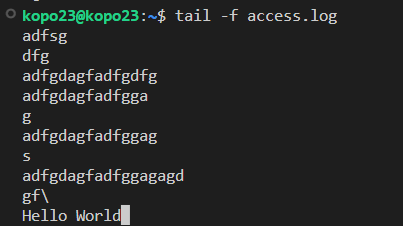 kopo23@kopo23:~$ tail -f access.log
adfsg
dfg
adfgdagfadfgdfg
adfgdagfadfgga
g
adfgdagfadfggag
s
adfgdagfadfggagagd
gf\
Hello World